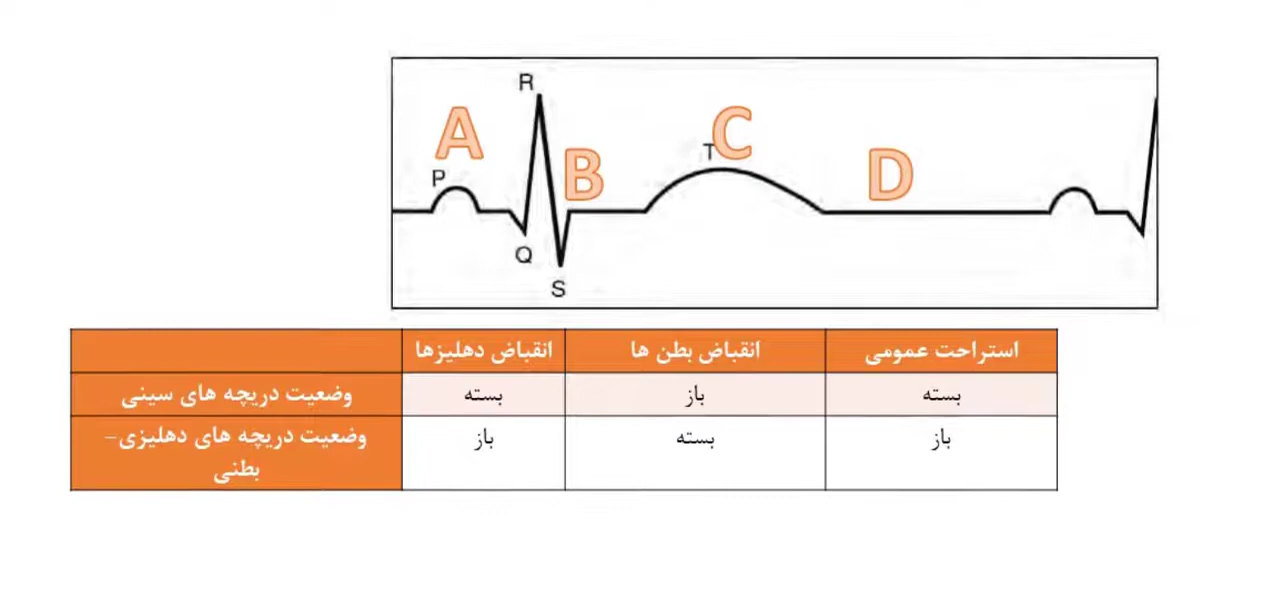 R
A
C
T
B
D
P
Q
S
انقباض دهلیزها انقباض بطن ها استراحت عمومی
وضعیت دریچه های سینی بسته باز بسته
وضعیت دریچه های دهلیزی- باز بسته باز
بطنی